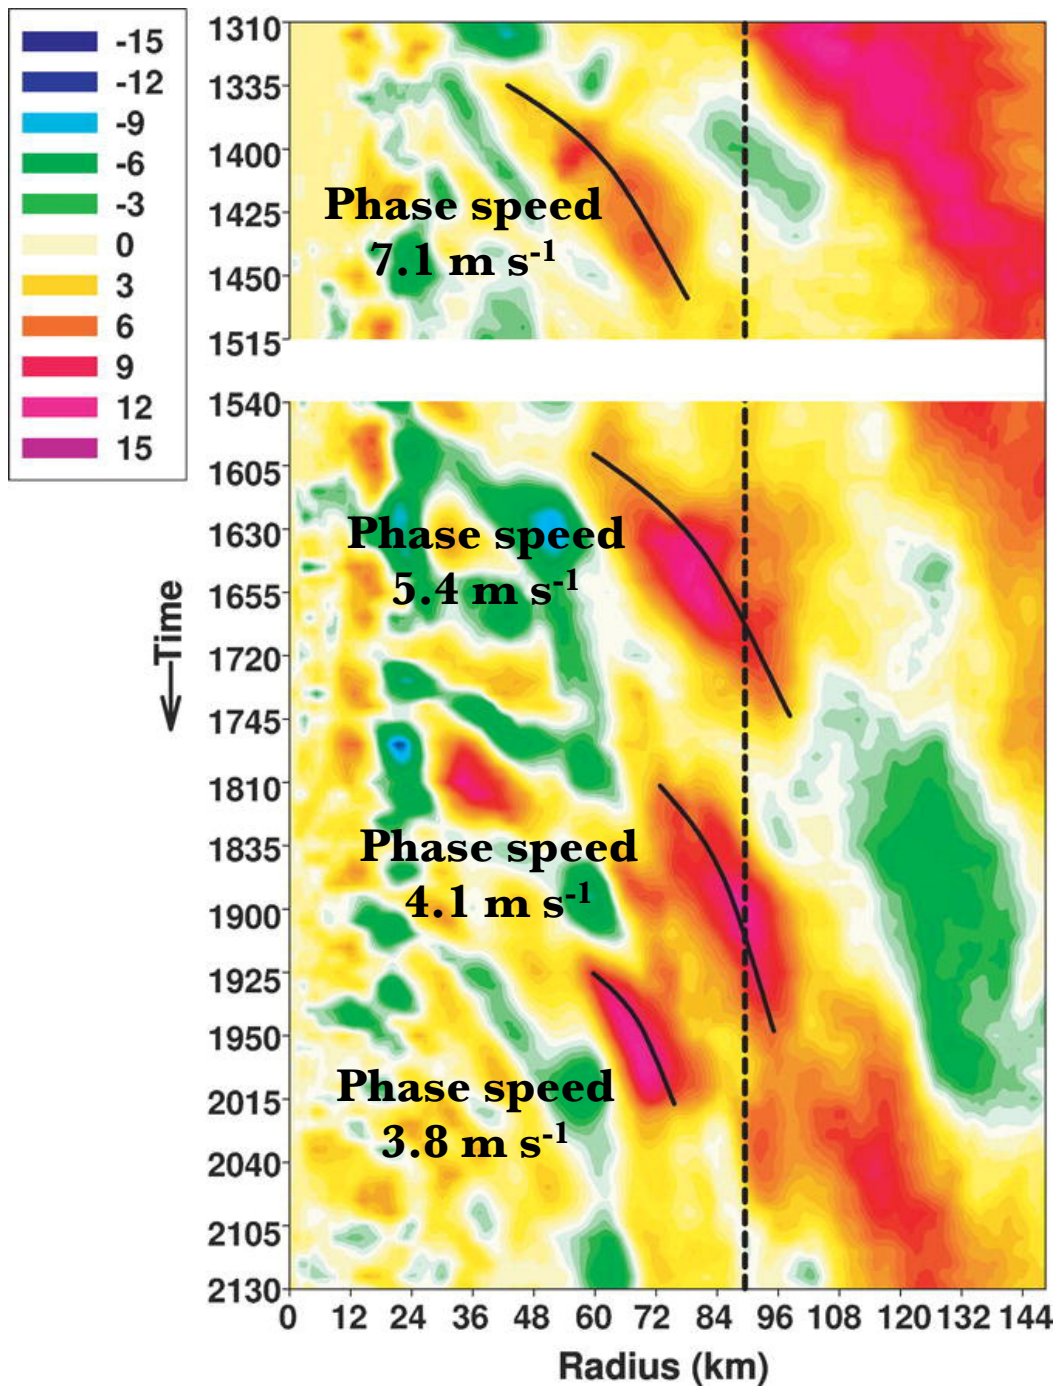 -15
-12
-9
-6
-3
0
3
6
9
12
15
1310
1335
1400
1425
1450
1515
Phase speed
7.1 m s-1
1540
1605
1630
1655
1720
1745
1810
1835
1900
1925
1950
2015
2040
2105
2130
Phase speed
5.4 m s-1
Phase speed
4.1 m s-1
Phase speed
3.8 m s-1
←Time
0 12 24 36 48 60 72 84 96 108 120 132 144
Radius (km)